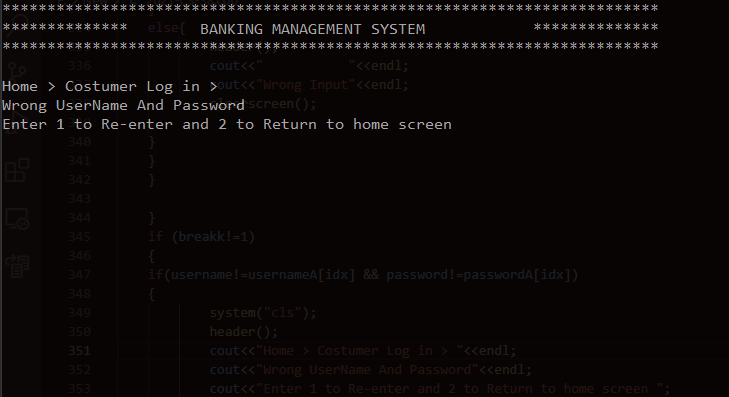 *************************************************************************
************** else{ BANKING MANAGEMENT SYSTEM **************
*************************************************************************
336 cout<<"          "<<endl;
Home > Costumer Log in > cout<<"Wrong Input"<<endl;
Wrong UserName And Password screen();
Enter 1 to Re-enter and 2 to Return to home screen
340 }
341 }
342 }
343
344 }
345 if (breakk!=1)
346 {
347 if(username!=usernameA[idx] && password!=passwordA[idx])
348 {
349 system("cls");
350 header();
351 cout<<"Home > Costumer Log in > "<<endl;
352 cout<<"Wrong UserName And Password"<<endl;
353 cout<<"Enter 1 to Re-enter and 2 to Return to home screen ";